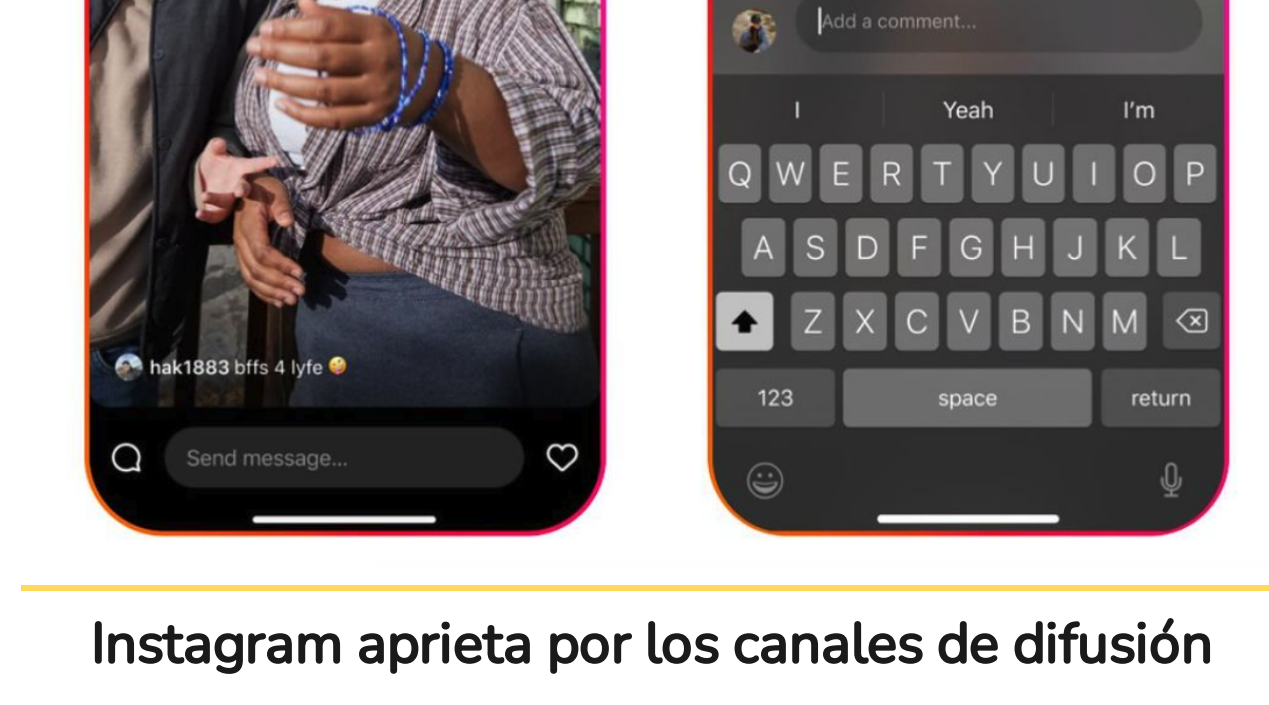 Add a comment...
I Yeah I'm
Q W E R T Y U I O P
A S D F G H J K L
Z X C V B N M
123 space return
hak1883 bffs 4 lyfe 🤪
Send message...
Instagram aprieta por los canales de difusión